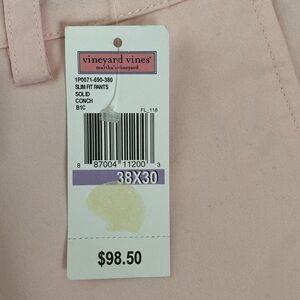 vineyard vines
martha's vineyard
1P0071-690-380
SLIM FIT PANTS
SOLID
CONCH
B1C
FL_118
8 87004 11200 3
38X30
$98.50